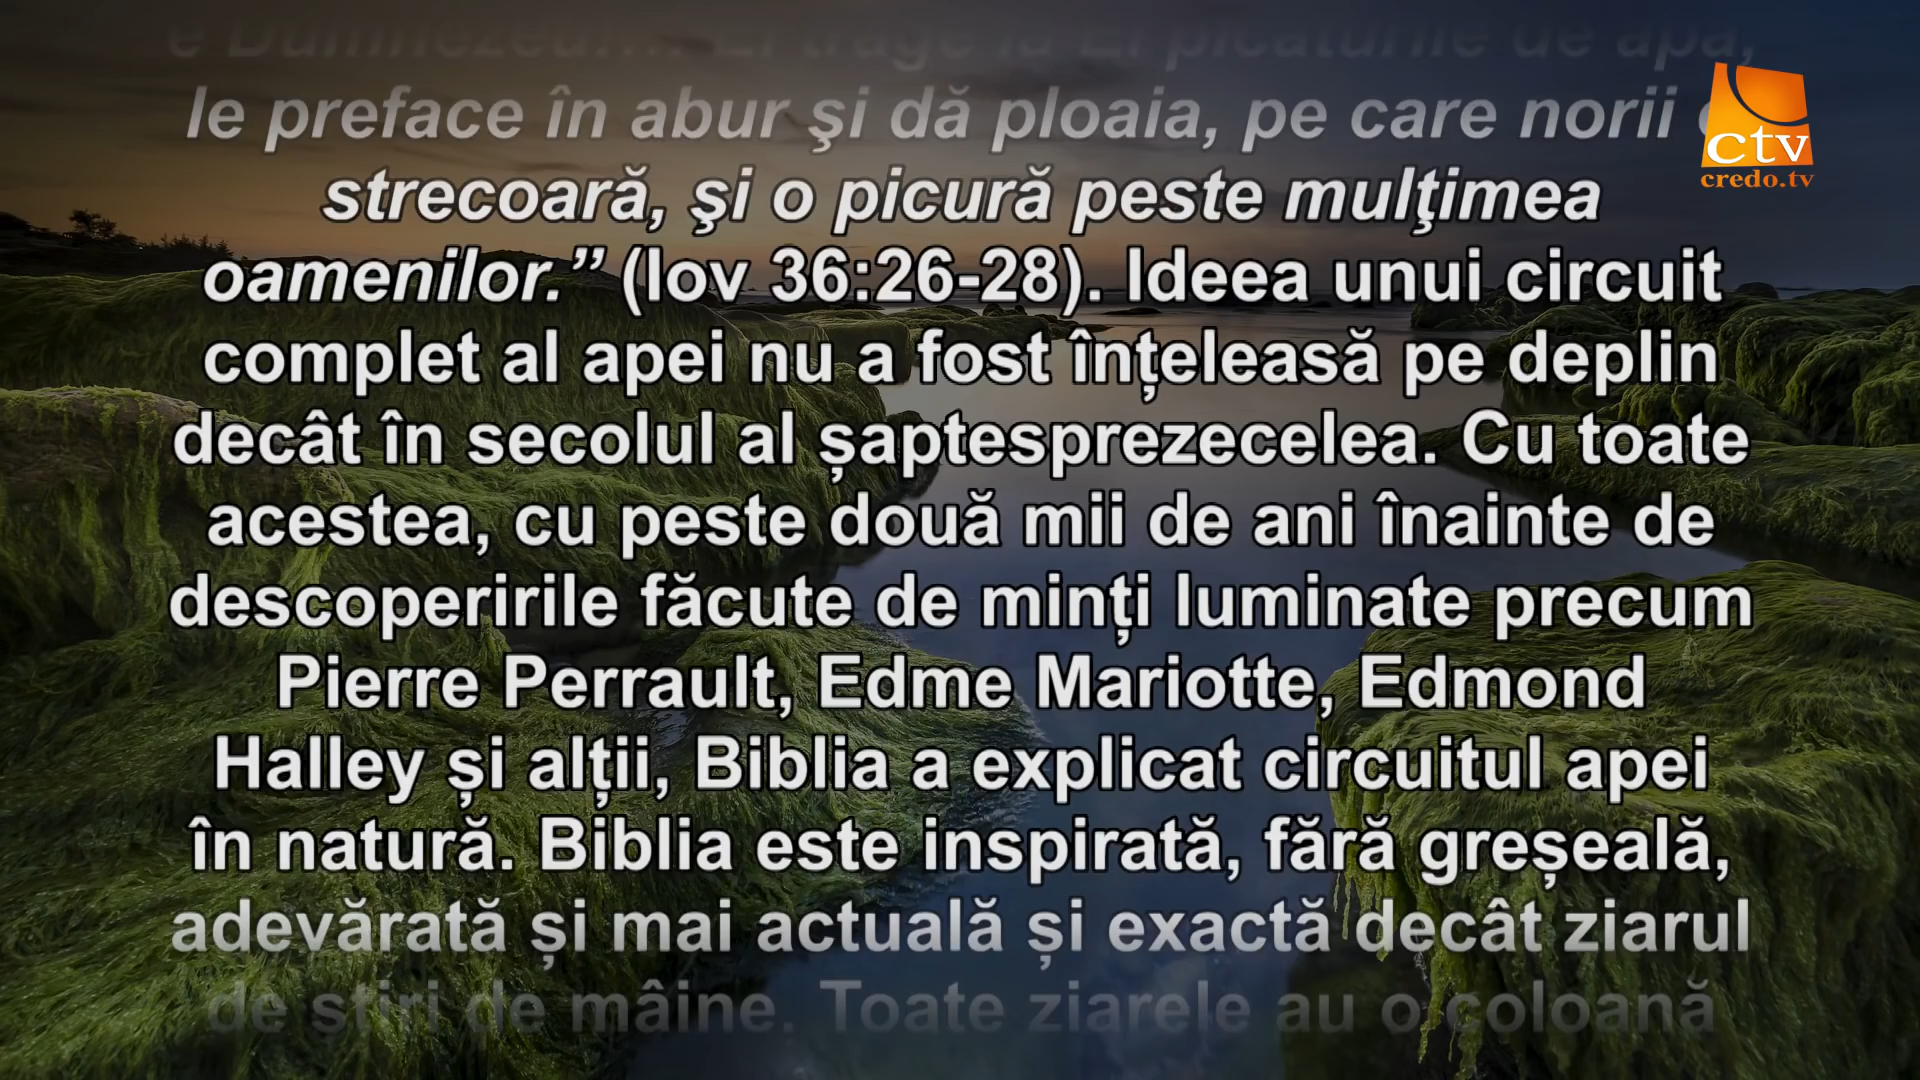 e Dumnezeu!... El trage la El picăturile de apă,
le preface în abur şi dă ploaia, pe care norii o
strecoară, şi o picură peste mulţimea
oamenilor.” (Iov 36:26-28). Ideea unui circuit
complet al apei nu a fost înțeleasă pe deplin
decât în secolul al șaptesprezecelea. Cu toate
acestea, cu peste două mii de ani înainte de
descoperirile făcute de minți luminate precum
Pierre Perrault, Edme Mariotte, Edmond
Halley și alții, Biblia a explicat circuitul apei
în natură. Biblia este inspirată, fără greșeală,
adevărată și mai actuală și exactă decât ziarul
de știri de mâine. Toate ziarele au o coloană
ctv
credo.tv